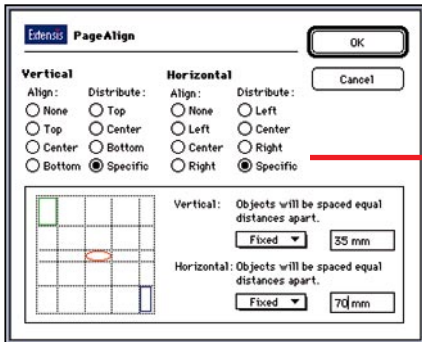 Extensis PageAlign
OK
Cancel
Vertical
Align: Distribute:
None Top
Top Center
Center Bottom
Bottom Specific
Horizontal
Align: Distribute:
None Left
Left Center
Center Right
Right Specific
Vertical: Objects will be spaced equal
distances apart.
Fixed 35 mm
Horizontal: Objects will be spaced equal
distances apart.
Fixed 70 mm